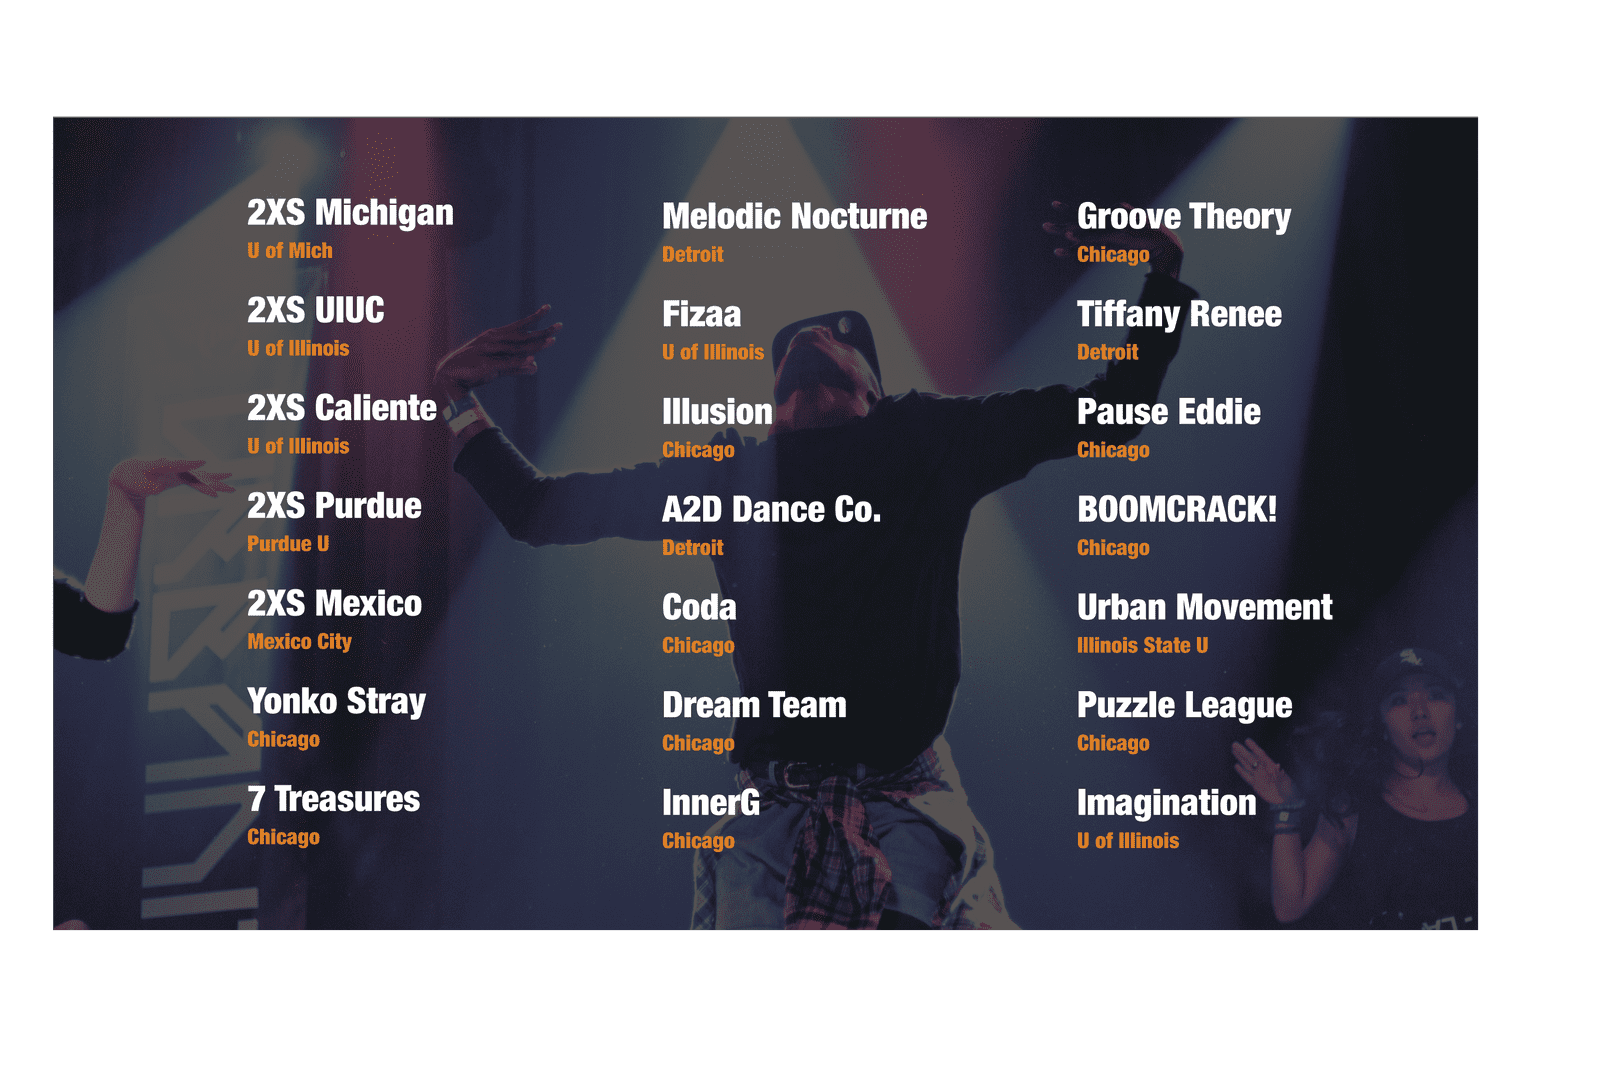 2XS Michigan
U of Mich
2XS UIUC
U of Illinois
2XS Caliente
U of Illinois
2XS Purdue
Purdue U
2XS Mexico
Mexico City
Yonko Stray
Chicago
7 Treasures
Chicago
Melodic Nocturne
Detroit
Fizaa
U of Illinois
Illusion
Chicago
A2D Dance Co.
Detroit
Coda
Chicago
Dream Team
Chicago
InnerG
Chicago
Groove Theory
Chicago
Tiffany Renee
Detroit
Pause Eddie
Chicago
BOOMCRACK!
Chicago
Urban Movement
Illinois State U
Puzzle League
Chicago
Imagination
U of Illinois